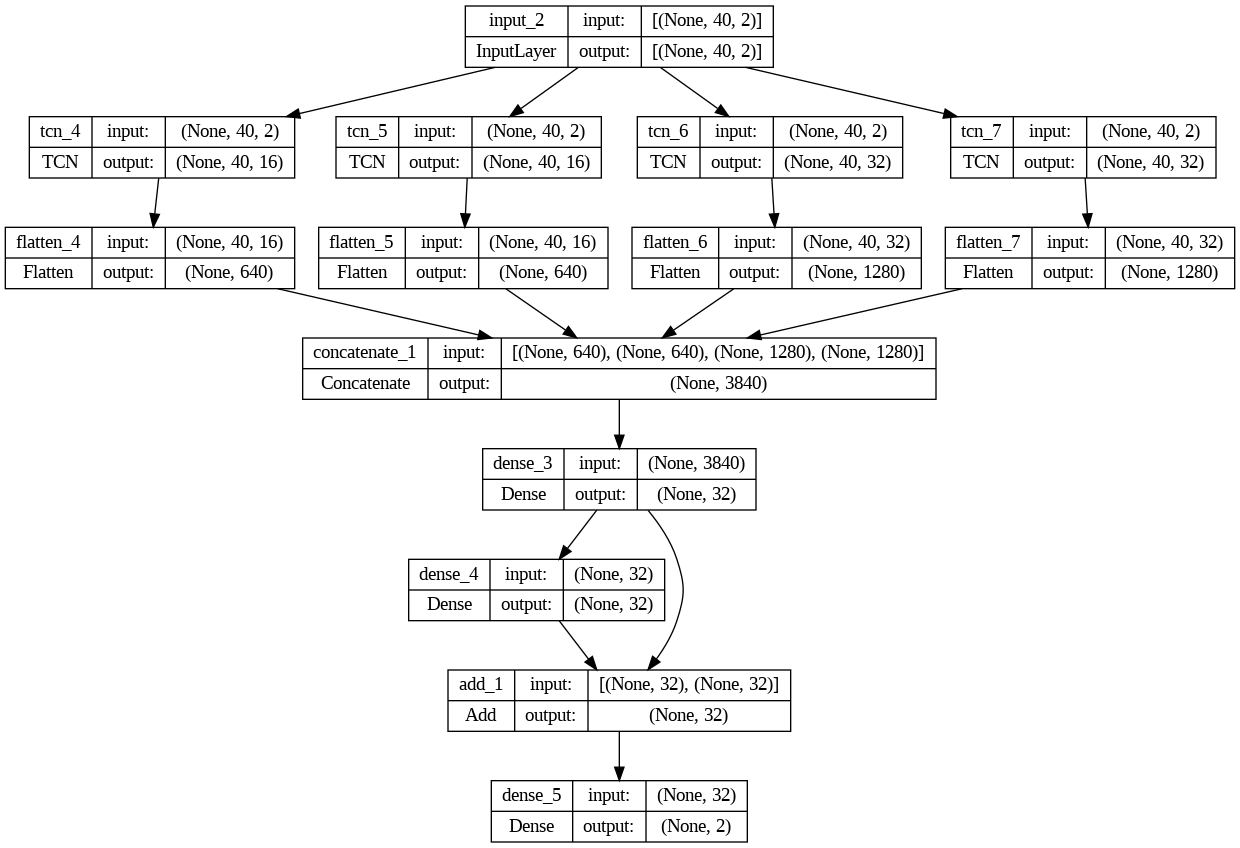 input_2 input: [(None, 40, 2)]
InputLayer output: [(None, 40, 2)]
tcn_4 input: (None, 40, 2)
TCN output: (None, 40, 16)
tcn_5 input: (None, 40, 2)
TCN output: (None, 40, 16)
tcn_6 input: (None, 40, 2)
TCN output: (None, 40, 32)
tcn_7 input: (None, 40, 2)
TCN output: (None, 40, 32)
flatten_4 input: (None, 40, 16)
Flatten output: (None, 640)
flatten_5 input: (None, 40, 16)
Flatten output: (None, 640)
flatten_6 input: (None, 40, 32)
Flatten output: (None, 1280)
flatten_7 input: (None, 40, 32)
Flatten output: (None, 1280)
concatenate_1 input: [(None, 640), (None, 640), (None, 1280), (None, 1280)]
Concatenate output: (None, 3840)
dense_3 input: (None, 3840)
Dense output: (None, 32)
dense_4 input: (None, 32)
Dense output: (None, 32)
add_1 input: [(None, 32), (None, 32)]
Add output: (None, 32)
dense_5 input: (None, 32)
Dense output: (None, 2)